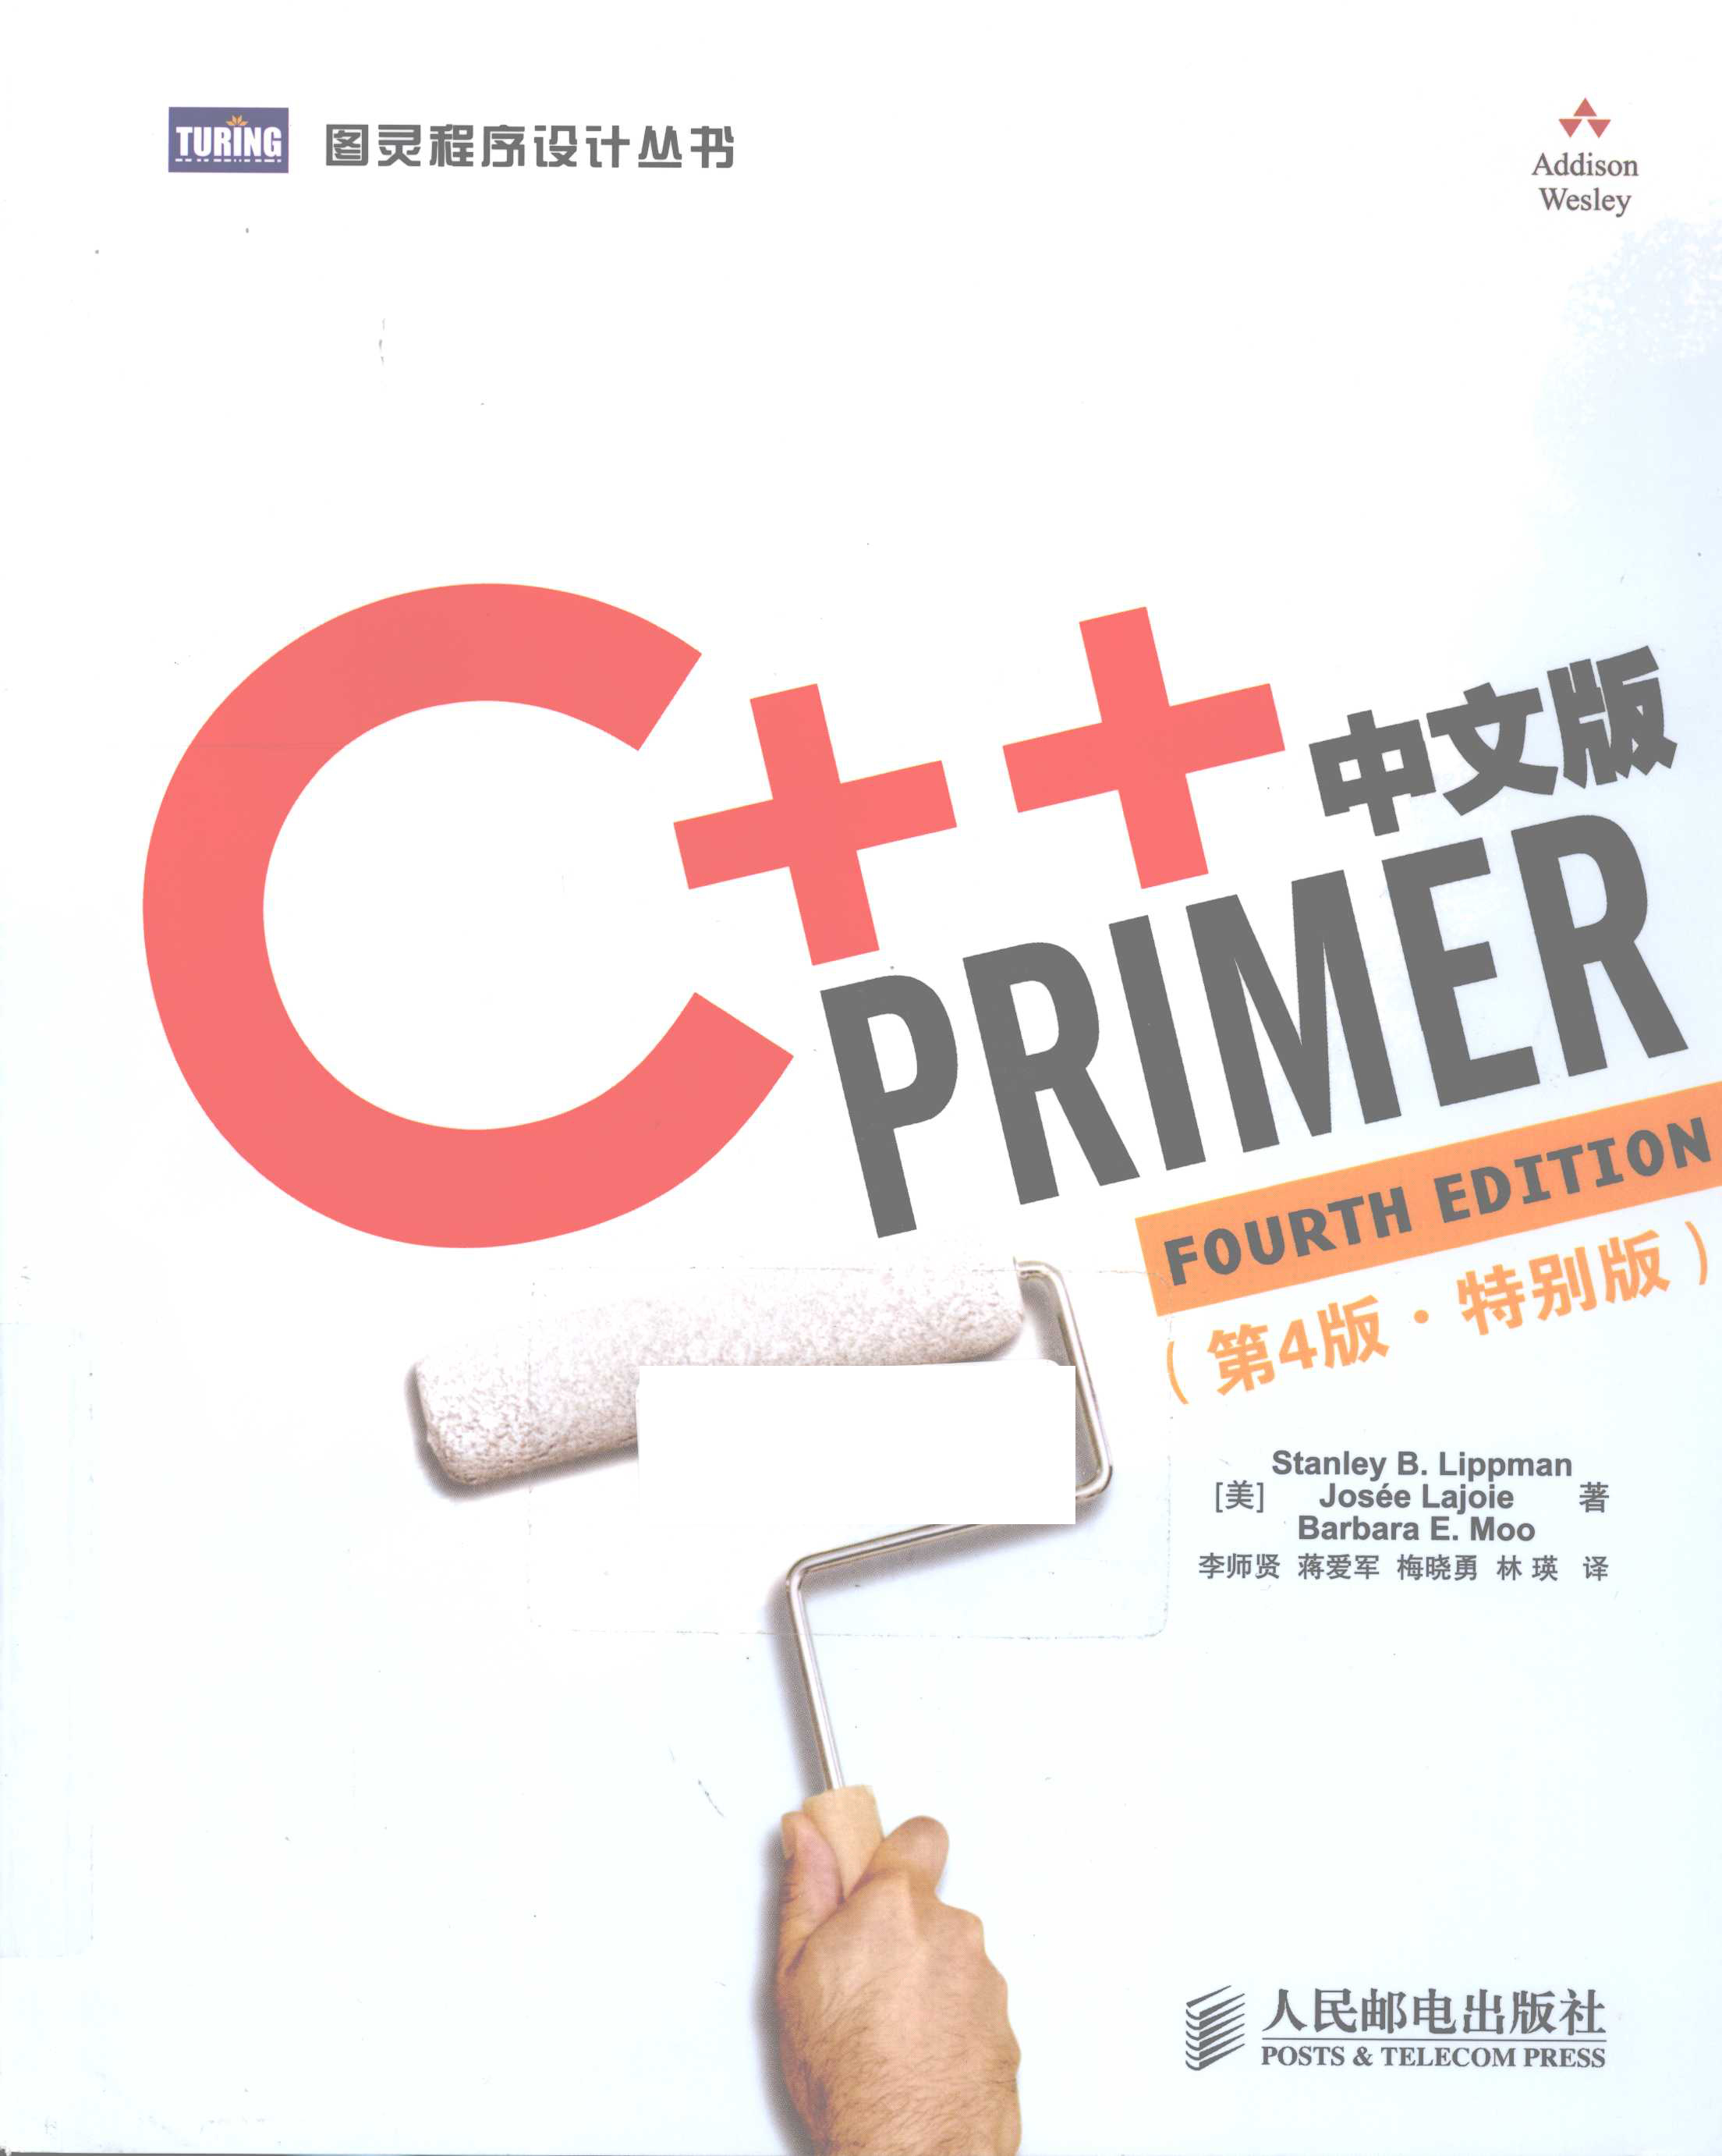 TURING 图灵程序设计丛书
Addison
Wesley
C++ 中文版
PRIMER
FOURTH EDITION
（第4版·特别版）
Stanley B. Lippman
[美] Josée Lajoie 著
Barbara E. Moo
李师贤 蒋爱军 梅晓勇 林瑛 译
人民邮电出版社
POSTS & TELECOM PRESS